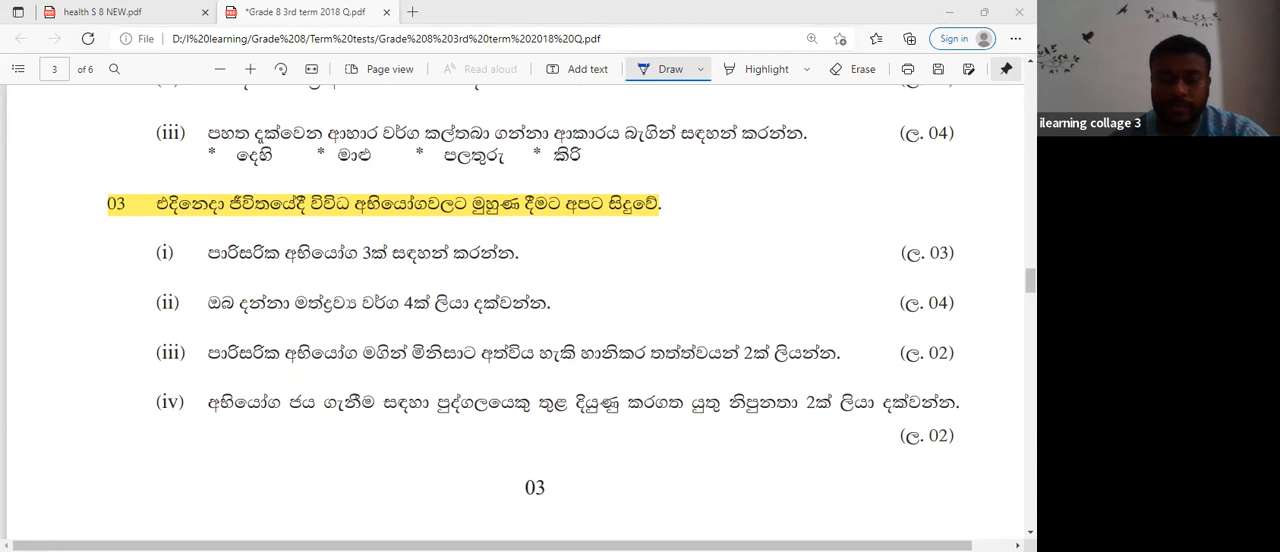 health S 8 NEW.pdf
*Grade 8 3rd term 2018 Q.pdf
File
D:/I%20learning/Grade%208/Term%20tests/Grade%208%203rd%20term%202018%20Q.pdf
Sign in
3 of 6
Page view
Read aloud
Add text
Draw
Highlight
Erase
(iii) පහත දැක්වෙන ආහාර වර්ග කල්තබා ගන්නා ආකාරය බැගින් සඳහන් කරන්න. (ල. 04)
* දෙහි * මාළු * පලතුරු * කිරි
03 එදිනෙදා ජීවිතයේදී විවිධ අභියෝගවලට මුහුණ දීමට අපට සිදුවේ.
(i) පාරිසරික අභියෝග 3ක් සඳහන් කරන්න. (ල. 03)
(ii) ඔබ දන්නා මත්ද්‍රව්‍ය වර්ග 4ක් ලියා දක්වන්න. (ල. 04)
(iii) පාරිසරික අභියෝග මගින් මිනිසාට අත්විය හැකි හානිකර තත්ත්වයන් 2ක් ලියන්න. (ල. 02)
(iv) අභියෝග ජය ගැනීම සඳහා පුද්ගලයෙකු තුළ දියුණු කරගත යුතු නිපුනතා 2ක් ලියා දක්වන්න.
(ල. 02)
03
ilearning collage 3